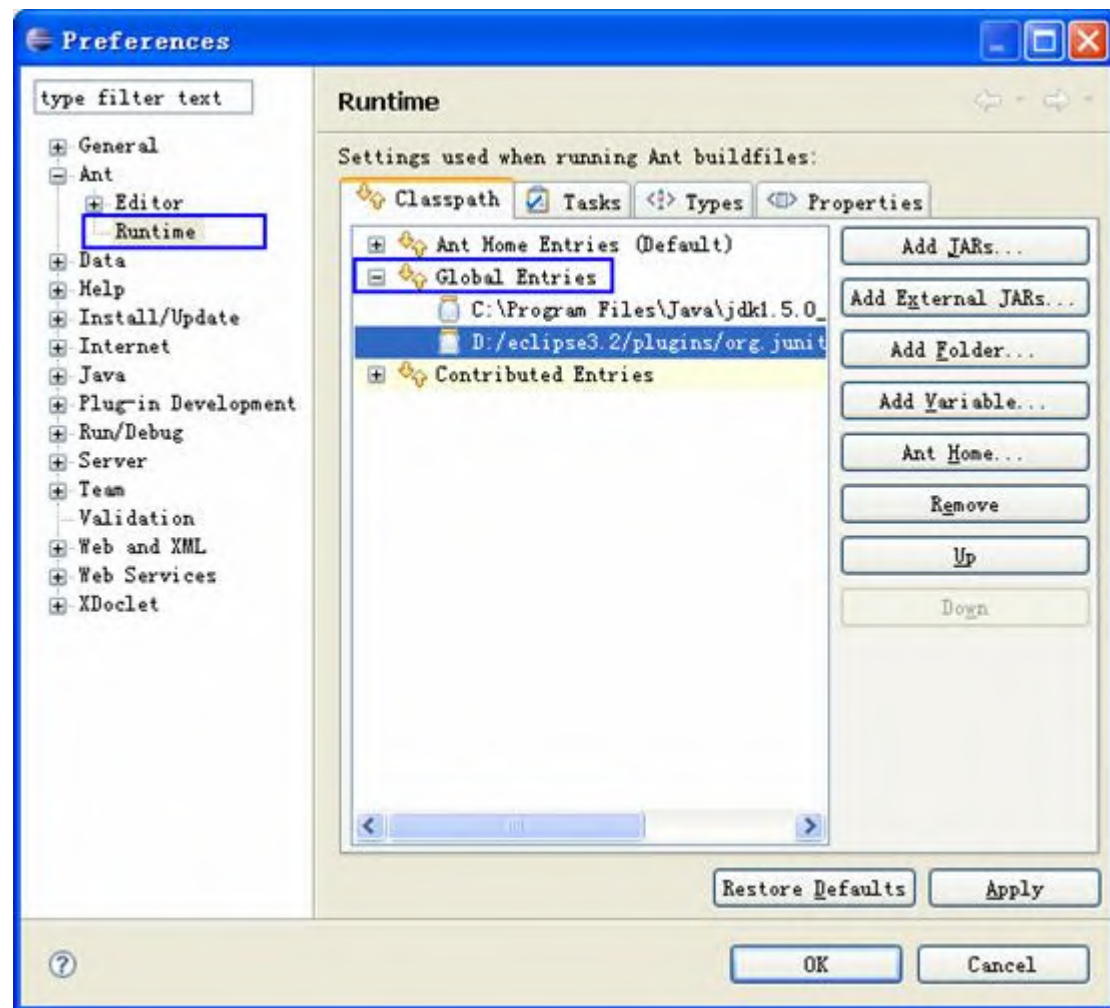 Preferences
type filter text
General
Ant
Editor
Runtime
Data
Help
Install/Update
Internet
Java
Plug-in Development
Run/Debug
Server
Team
Validation
Web and XML
Web Services
XDoclet
Runtime
Settings used when running Ant buildfiles:
Classpath Tasks Types Properties
Ant Home Entries (Default)
Global Entries
C:\Program Files\Java\jdk1.5.0_
D:/eclipse3.2/plugins/org.junit
Contributed Entries
Add JARs...
Add External JARs...
Add Folder...
Add Variable...
Ant Home...
Remove
Up
Down
Restore Defaults Apply
? OK Cancel